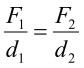 F₁/d₁ = F₂/d₂